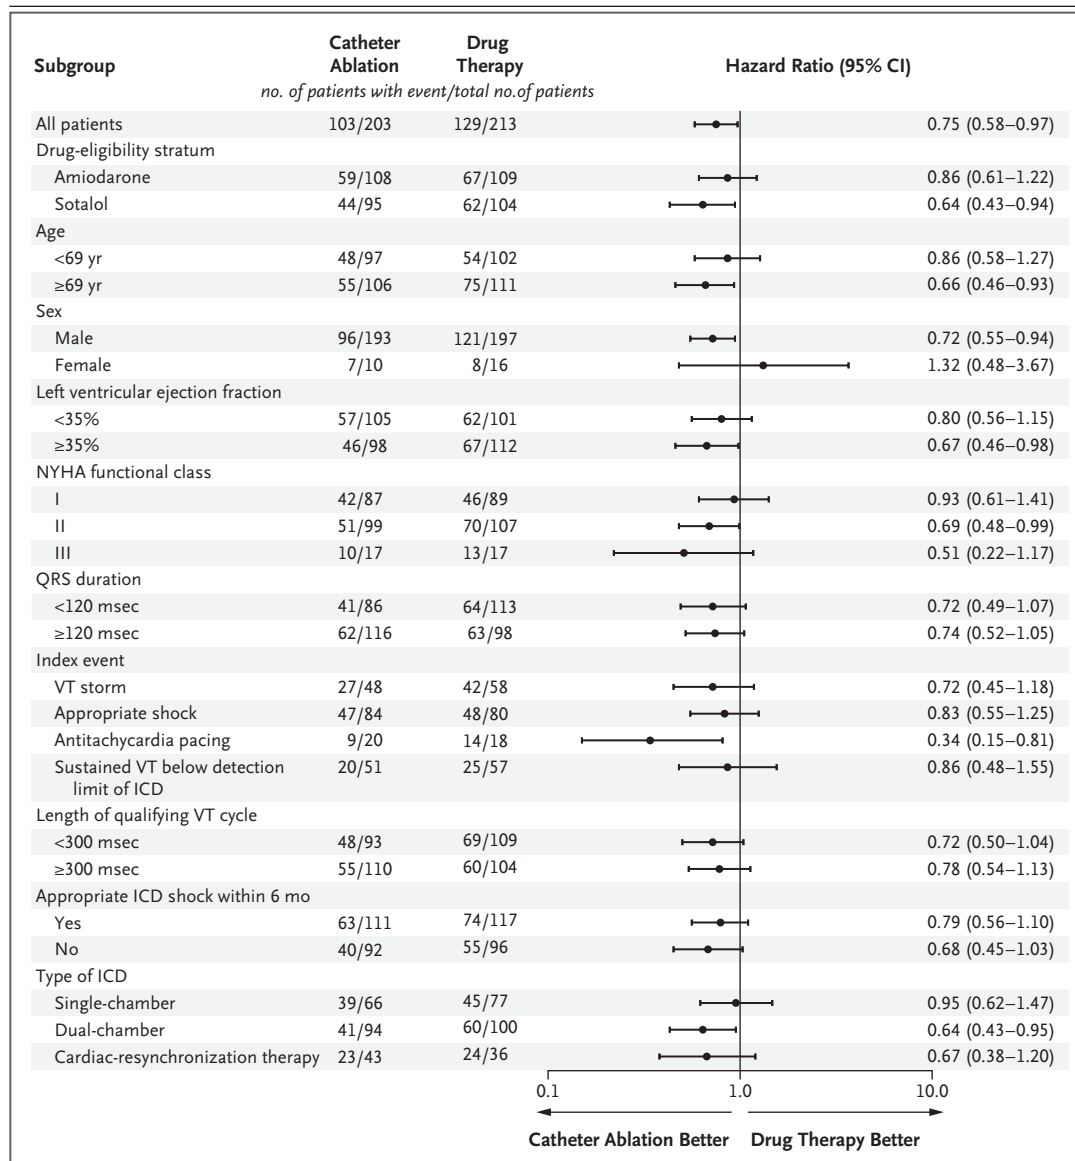 Subgroup Catheter Ablation Drug Therapy Hazard Ratio (95% CI)
no. of patients with event/total no.of patients
All patients 103/203 129/213 0.75 (0.58–0.97)
Drug-eligibility stratum
Amiodarone 59/108 67/109 0.86 (0.61–1.22)
Sotalol 44/95 62/104 0.64 (0.43–0.94)
Age
<69 yr 48/97 54/102 0.86 (0.58–1.27)
≥69 yr 55/106 75/111 0.66 (0.46–0.93)
Sex
Male 96/193 121/197 0.72 (0.55–0.94)
Female 7/10 8/16 1.32 (0.48–3.67)
Left ventricular ejection fraction
<35% 57/105 62/101 0.80 (0.56–1.15)
≥35% 46/98 67/112 0.67 (0.46–0.98)
NYHA functional class
I 42/87 46/89 0.93 (0.61–1.41)
II 51/99 70/107 0.69 (0.48–0.99)
III 10/17 13/17 0.51 (0.22–1.17)
QRS duration
<120 msec 41/86 64/113 0.72 (0.49–1.07)
≥120 msec 62/116 63/98 0.74 (0.52–1.05)
Index event
VT storm 27/48 42/58 0.72 (0.45–1.18)
Appropriate shock 47/84 48/80 0.83 (0.55–1.25)
Antitachycardia pacing 9/20 14/18 0.34 (0.15–0.81)
Sustained VT below detection 20/51 25/57 0.86 (0.48–1.55)
limit of ICD
Length of qualifying VT cycle
<300 msec 48/93 69/109 0.72 (0.50–1.04)
≥300 msec 55/110 60/104 0.78 (0.54–1.13)
Appropriate ICD shock within 6 mo
Yes 63/111 74/117 0.79 (0.56–1.10)
No 40/92 55/96 0.68 (0.45–1.03)
Type of ICD
Single-chamber 39/66 45/77 0.95 (0.62–1.47)
Dual-chamber 41/94 60/100 0.64 (0.43–0.95)
Cardiac-resynchronization therapy 23/43 24/36 0.67 (0.38–1.20)
0.1 1.0 10.0
Catheter Ablation Better Drug Therapy Better